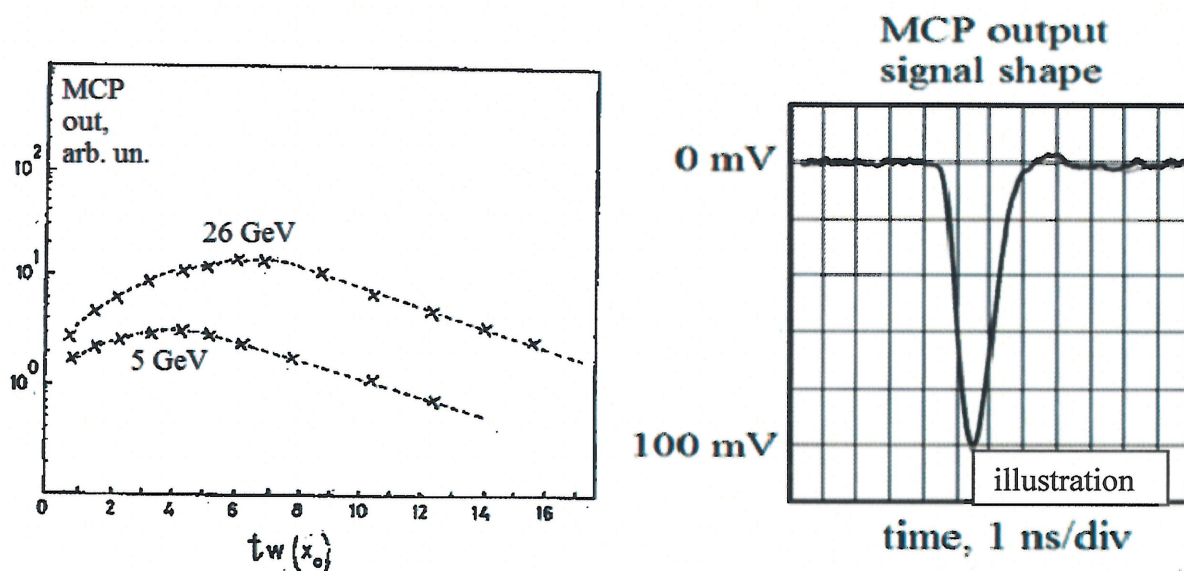 MCP
out,
arb. un.
10²
10¹
10⁰
26 GeV
5 GeV
0 2 4 6 8 10 12 14 16
tw(x₀)
MCP output
signal shape
0 mV
100 mV
illustration
time, 1 ns/div